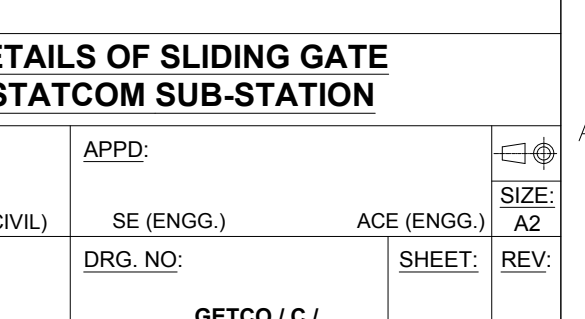 DETAILS OF SLIDING GATE
STATCOM SUB-STATION
APPD:
SIZE:
CIVIL) SE (ENGG.) ACE (ENGG.) A2
DRG. NO: SHEET: REV:
GETCO / C /